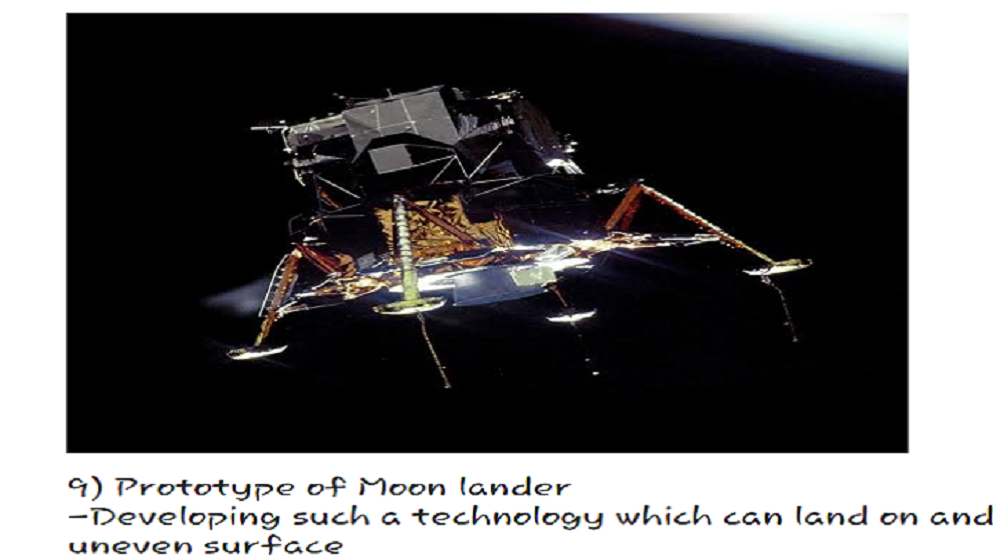 9) Prototype of Moon lander
-Developing such a technology which can land on and
uneven surface